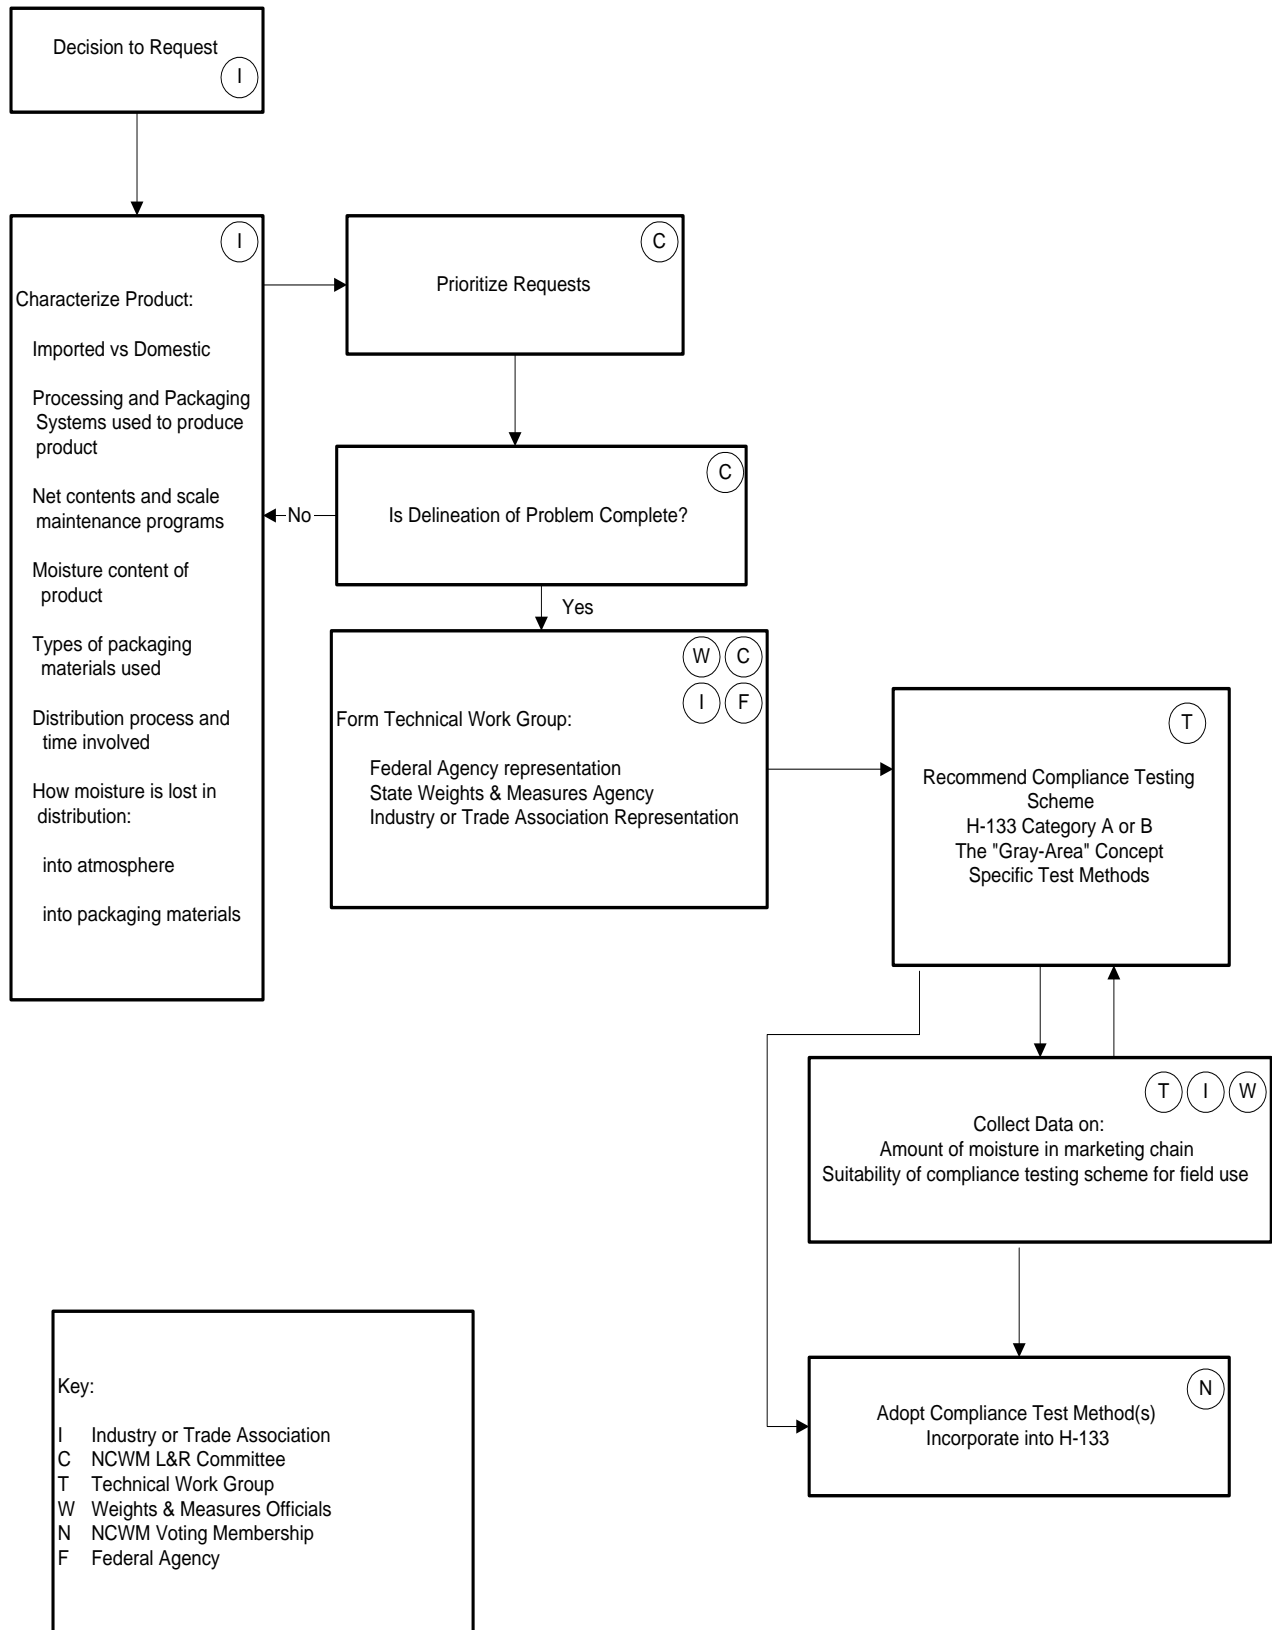 Decision to Request
I
I
Characterize Product:
Imported vs Domestic
Processing and Packaging
Systems used to produce
product
Net contents and scale
maintenance programs
Moisture content of
product
Types of packaging
materials used
Distribution process and
time involved
How moisture is lost in
distribution:
into atmosphere
into packaging materials
C
Prioritize Requests
C
Is Delineation of Problem Complete?
No
Yes
W C
I F
Form Technical Work Group:
Federal Agency representation
State Weights & Measures Agency
Industry or Trade Association Representation
T
Recommend Compliance Testing
Scheme
H-133 Category A or B
The "Gray-Area" Concept
Specific Test Methods
T I W
Collect Data on:
Amount of moisture in marketing chain
Suitability of compliance testing scheme for field use
N
Adopt Compliance Test Method(s)
Incorporate into H-133
Key:
I Industry or Trade Association
C NCWM L&R Committee
T Technical Work Group
W Weights & Measures Officials
N NCWM Voting Membership
F Federal Agency